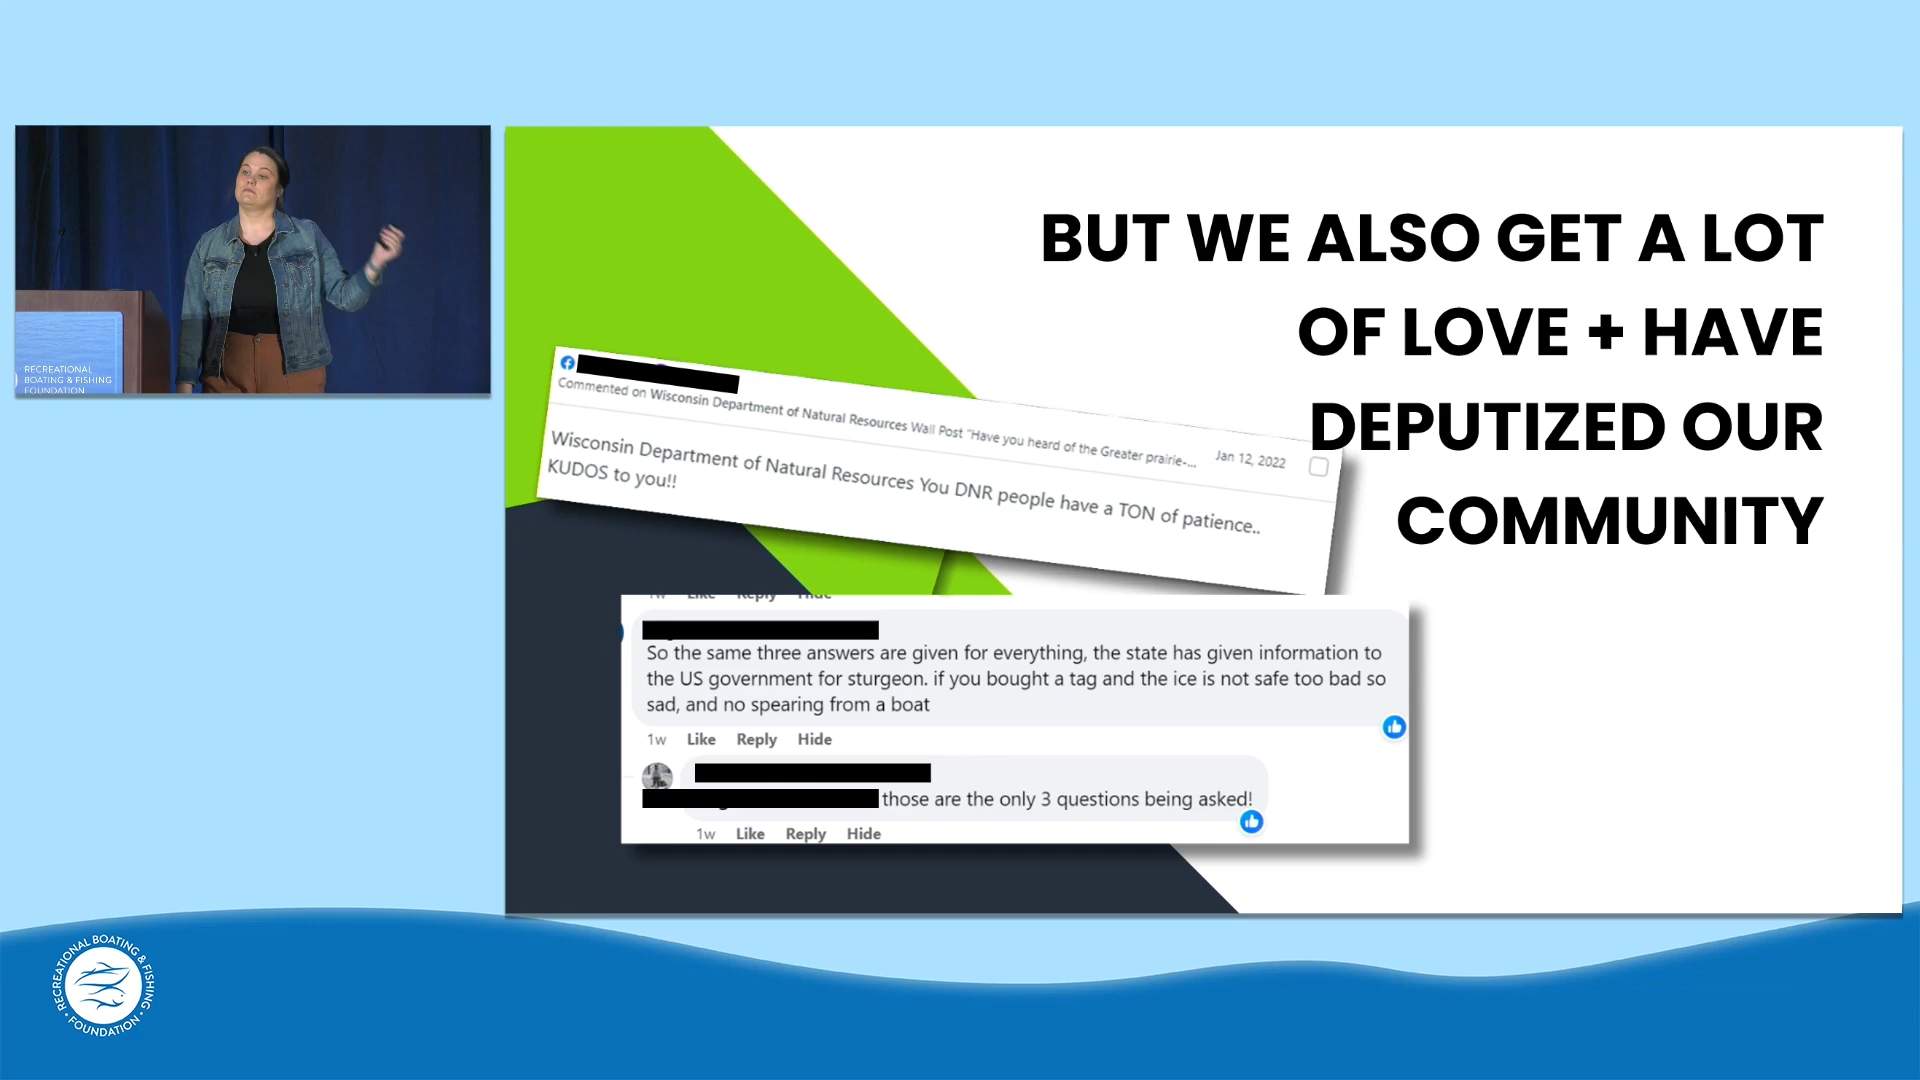 RECREATIONAL
BOATING & FISHING
FOUNDATION
BUT WE ALSO GET A LOT
OF LOVE + HAVE
DEPUTIZED OUR
COMMUNITY
Commented on Wisconsin Department of Natural Resources Wall Post "Have you heard of the Greater prairie-... Jan 12, 2022
Wisconsin Department of Natural Resources You DNR people have a TON of patience..
KUDOS to you!!
1w Like Reply Hide
So the same three answers are given for everything, the state has given information to
the US government for sturgeon. if you bought a tag and the ice is not safe too bad so
sad, and no spearing from a boat
1w Like Reply Hide
those are the only 3 questions being asked!
1w Like Reply Hide
RECREATIONAL BOATING & FISHING
• FOUNDATION •